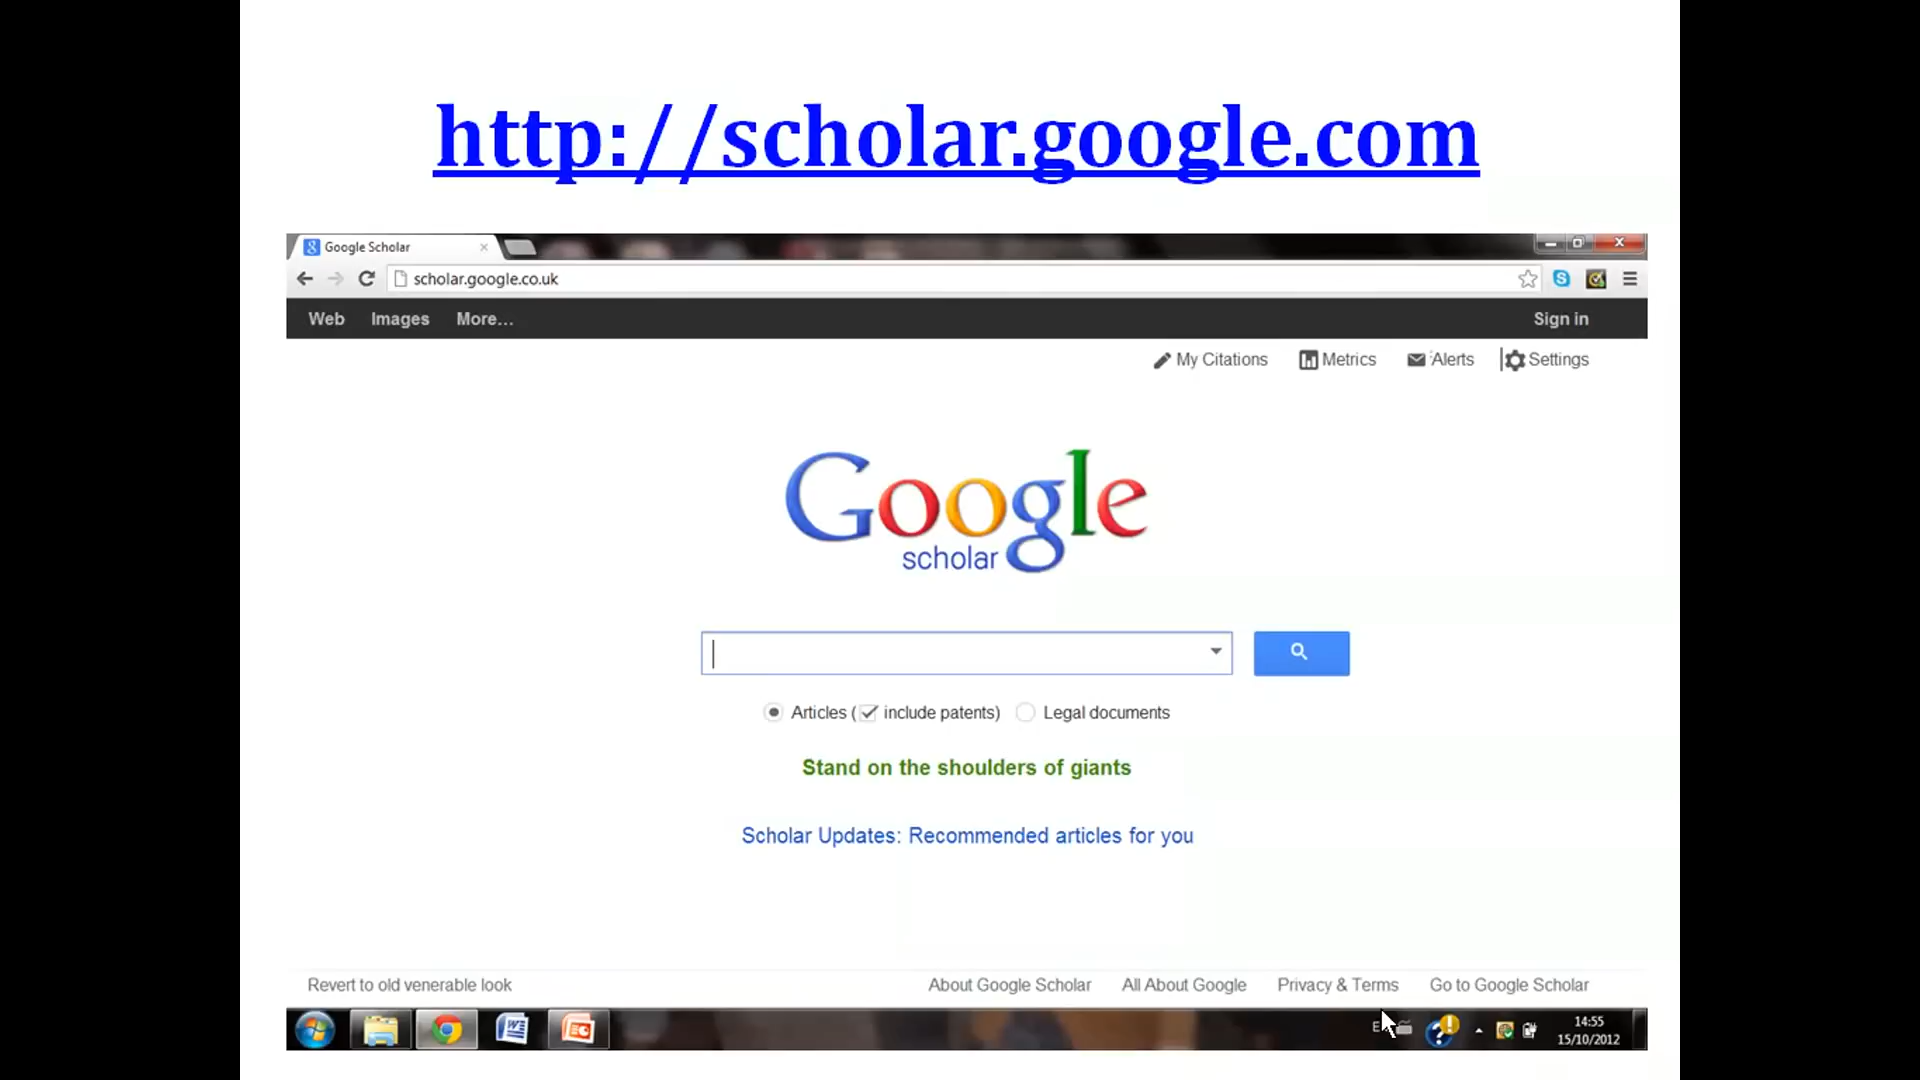 http://scholar.google.com
Google Scholar
scholar.google.co.uk
Web Images More... Sign in
My Citations Metrics Alerts Settings
Google
scholar
Articles ( include patents) Legal documents
Stand on the shoulders of giants
Scholar Updates: Recommended articles for you
Revert to old venerable look About Google Scholar All About Google Privacy & Terms Go to Google Scholar
14:55
15/10/2012